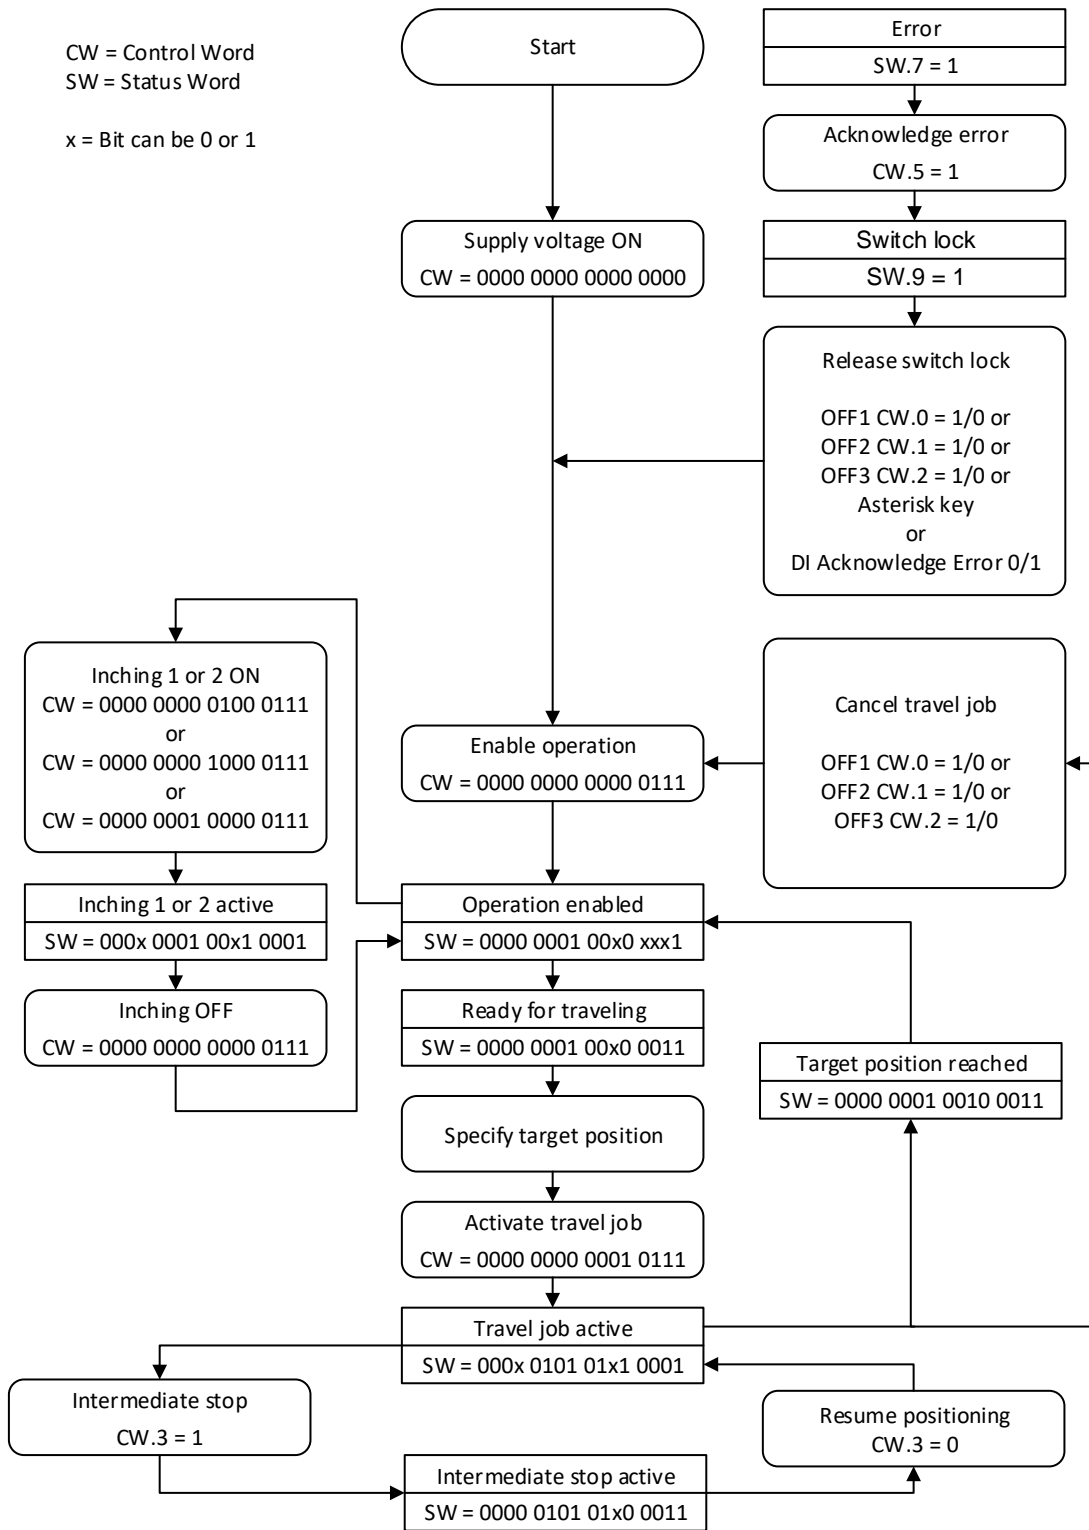 CW = Control Word
SW = Status Word
x = Bit can be 0 or 1
Start
Supply voltage ON
CW = 0000 0000 0000 0000
Error
SW.7 = 1
Acknowledge error
CW.5 = 1
Switch lock
SW.9 = 1
Release switch lock
OFF1 CW.0 = 1/0 or
OFF2 CW.1 = 1/0 or
OFF3 CW.2 = 1/0 or
Asterisk key
or
DI Acknowledge Error 0/1
Inching 1 or 2 ON
CW = 0000 0000 0100 0111
or
CW = 0000 0000 1000 0111
or
CW = 0000 0001 0000 0111
Enable operation
CW = 0000 0000 0000 0111
Cancel travel job
OFF1 CW.0 = 1/0 or
OFF2 CW.1 = 1/0 or
OFF3 CW.2 = 1/0
Inching 1 or 2 active
SW = 000x 0001 00x1 0001
Operation enabled
SW = 0000 0001 00x0 xxx1
Inching OFF
CW = 0000 0000 0000 0111
Ready for traveling
SW = 0000 0001 00x0 0011
Target position reached
SW = 0000 0001 0010 0011
Specify target position
Activate travel job
CW = 0000 0000 0001 0111
Travel job active
SW = 000x 0101 01x1 0001
Intermediate stop
CW.3 = 1
Resume positioning
CW.3 = 0
Intermediate stop active
SW = 0000 0101 01x0 0011